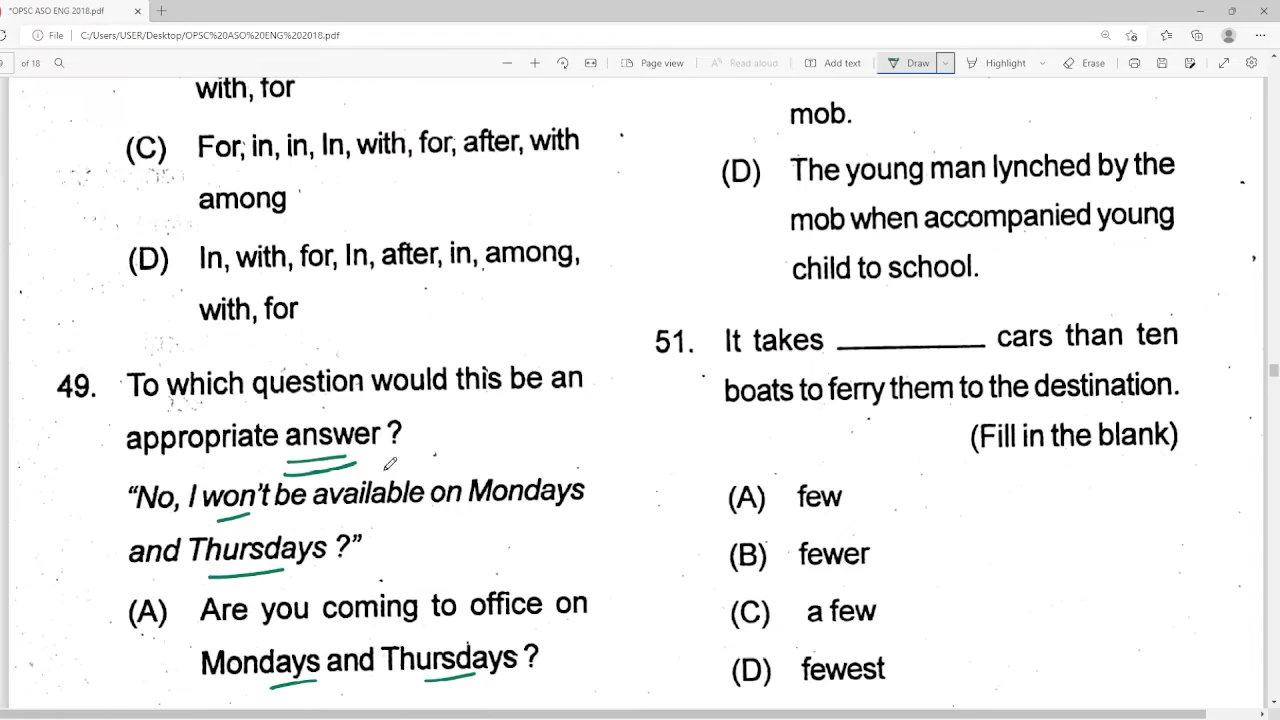 *OPSC ASO ENG 2018.pdf
File C:/Users/USER/Desktop/OPSC%20ASO%20ENG%202018.pdf
9 of 18 Page view Read aloud Add text Draw Highlight Erase
with, for
(C) For, in, in, In, with, for, after, with
among
(D) In, with, for, In, after, in, among,
with, for
49. To which question would this be an
appropriate answer ?
“No, I won’t be available on Mondays
and Thursdays ?”
(A) Are you coming to office on
Mondays and Thursdays ?
mob.
(D) The young man lynched by the
mob when accompanied young
child to school.
51. It takes __________ cars than ten
boats to ferry them to the destination.
(Fill in the blank)
(A) few
(B) fewer
(C) a few
(D) fewest